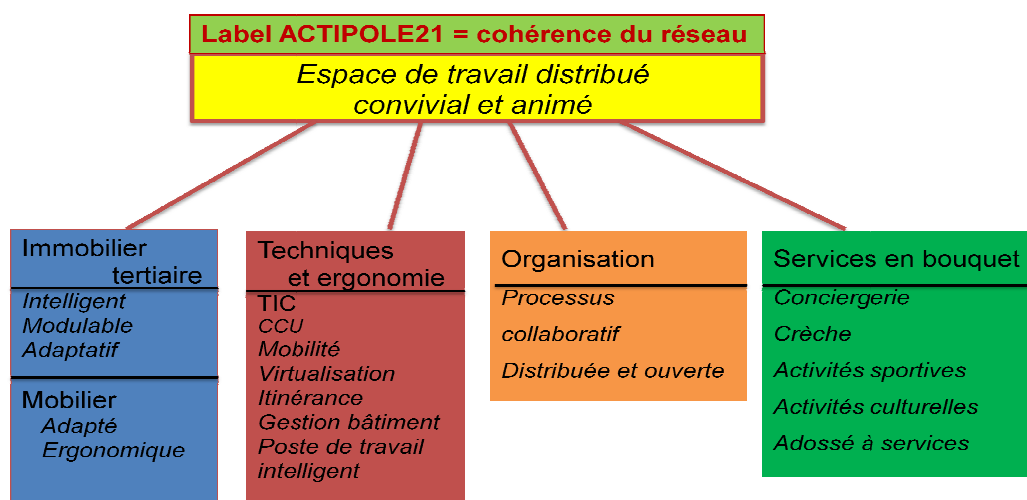 Label ACTIPOLE21 = cohérence du réseau
Espace de travail distribué
convivial et animé
Immobilier
tertiaire
Intelligent
Modulable
Adaptatif
Mobilier
Adapté
Ergonomique
Techniques
et ergonomie
TIC
CCU
Mobilité
Virtualisation
Itinérance
Gestion bâtiment
Poste de travail
intelligent
Organisation
Processus
collaboratif
Distribuée et ouverte
Services en bouquet
Conciergerie
Crèche
Activités sportives
Activités culturelles
Adossé à services